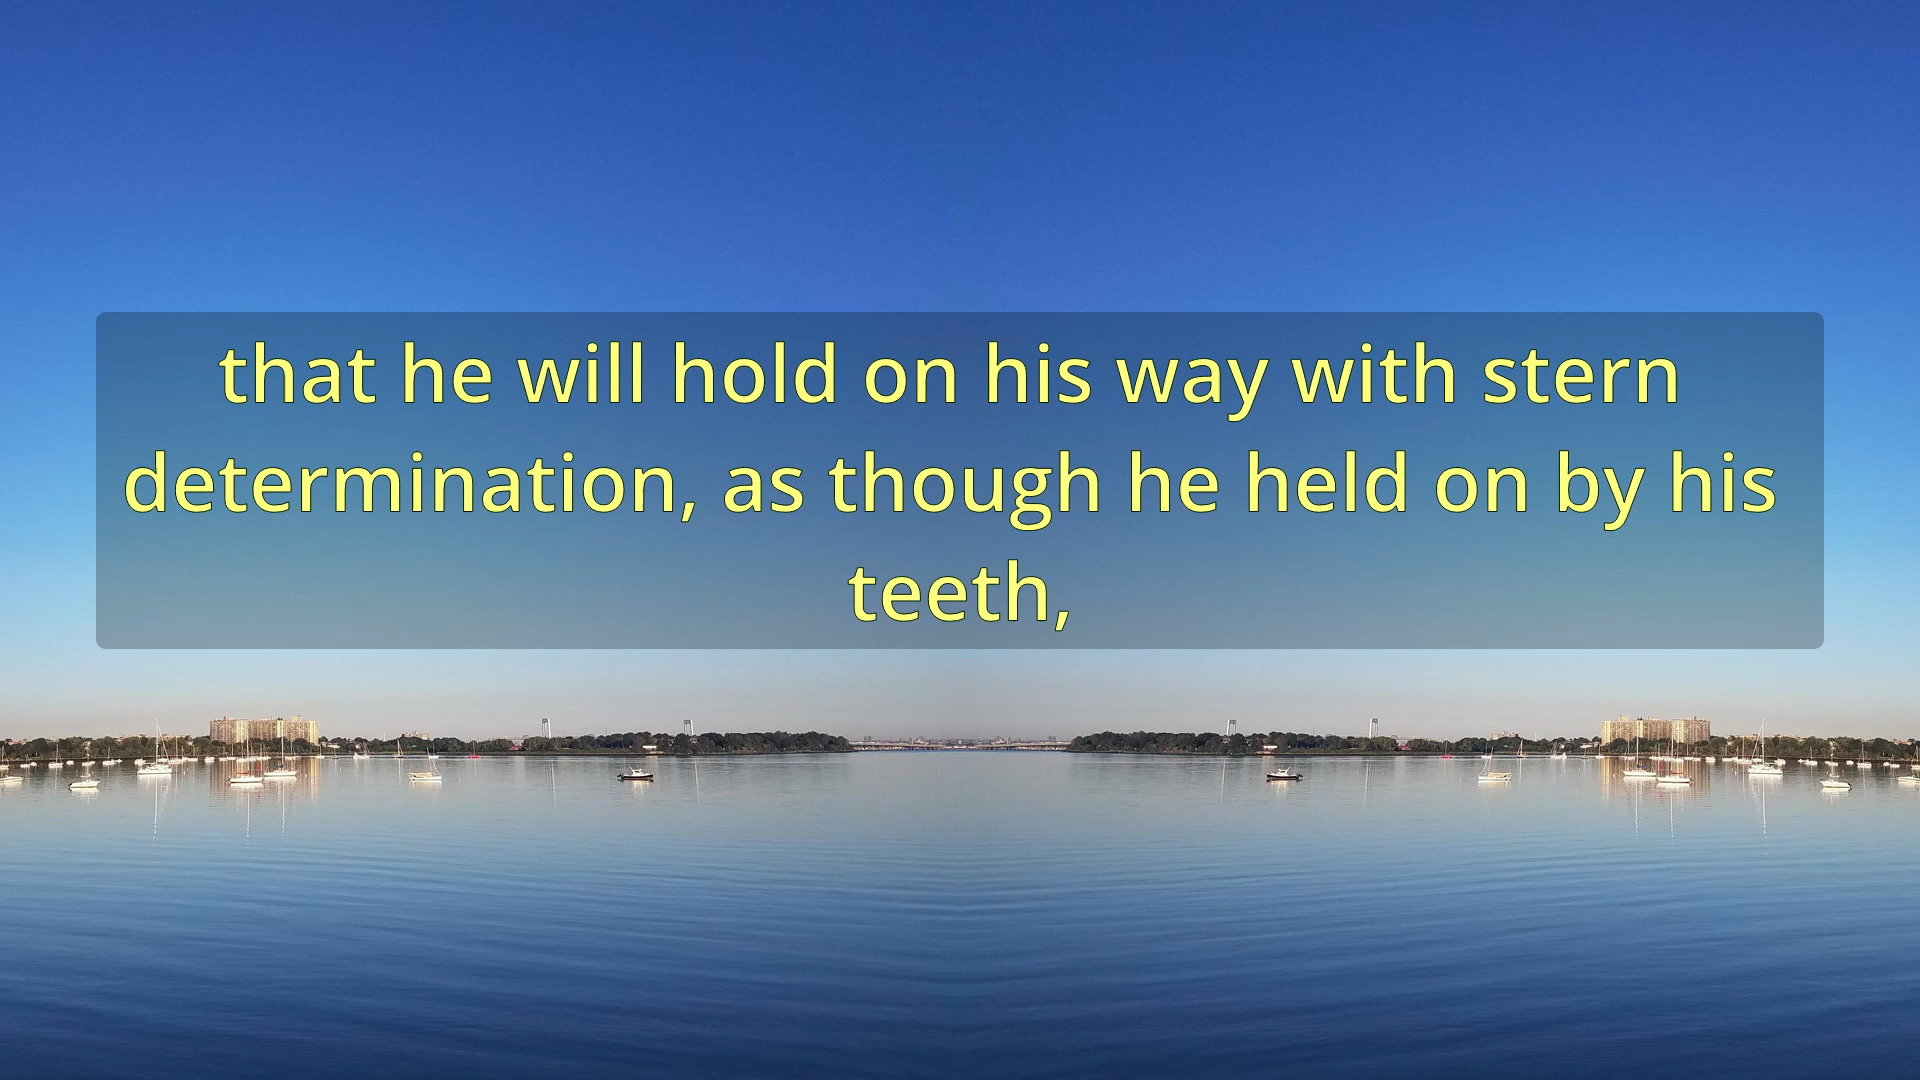 that he will hold on his way with stern
determination, as though he held on by his
teeth,